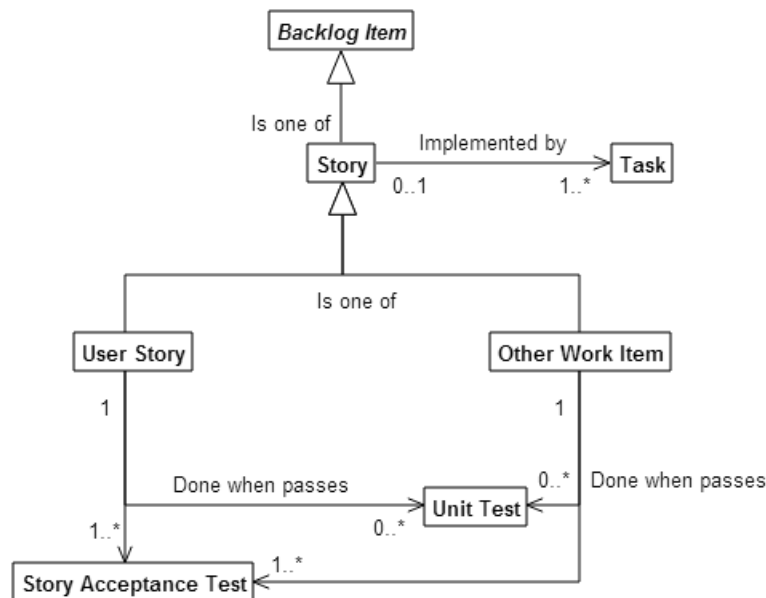 Backlog Item
Is one of
Story
Implemented by
Task
0..1
1..*
Is one of
User Story
Other Work Item
1
1
Done when passes
0..*
Done when passes
Unit Test
0..*
1..*
1..*
Story Acceptance Test